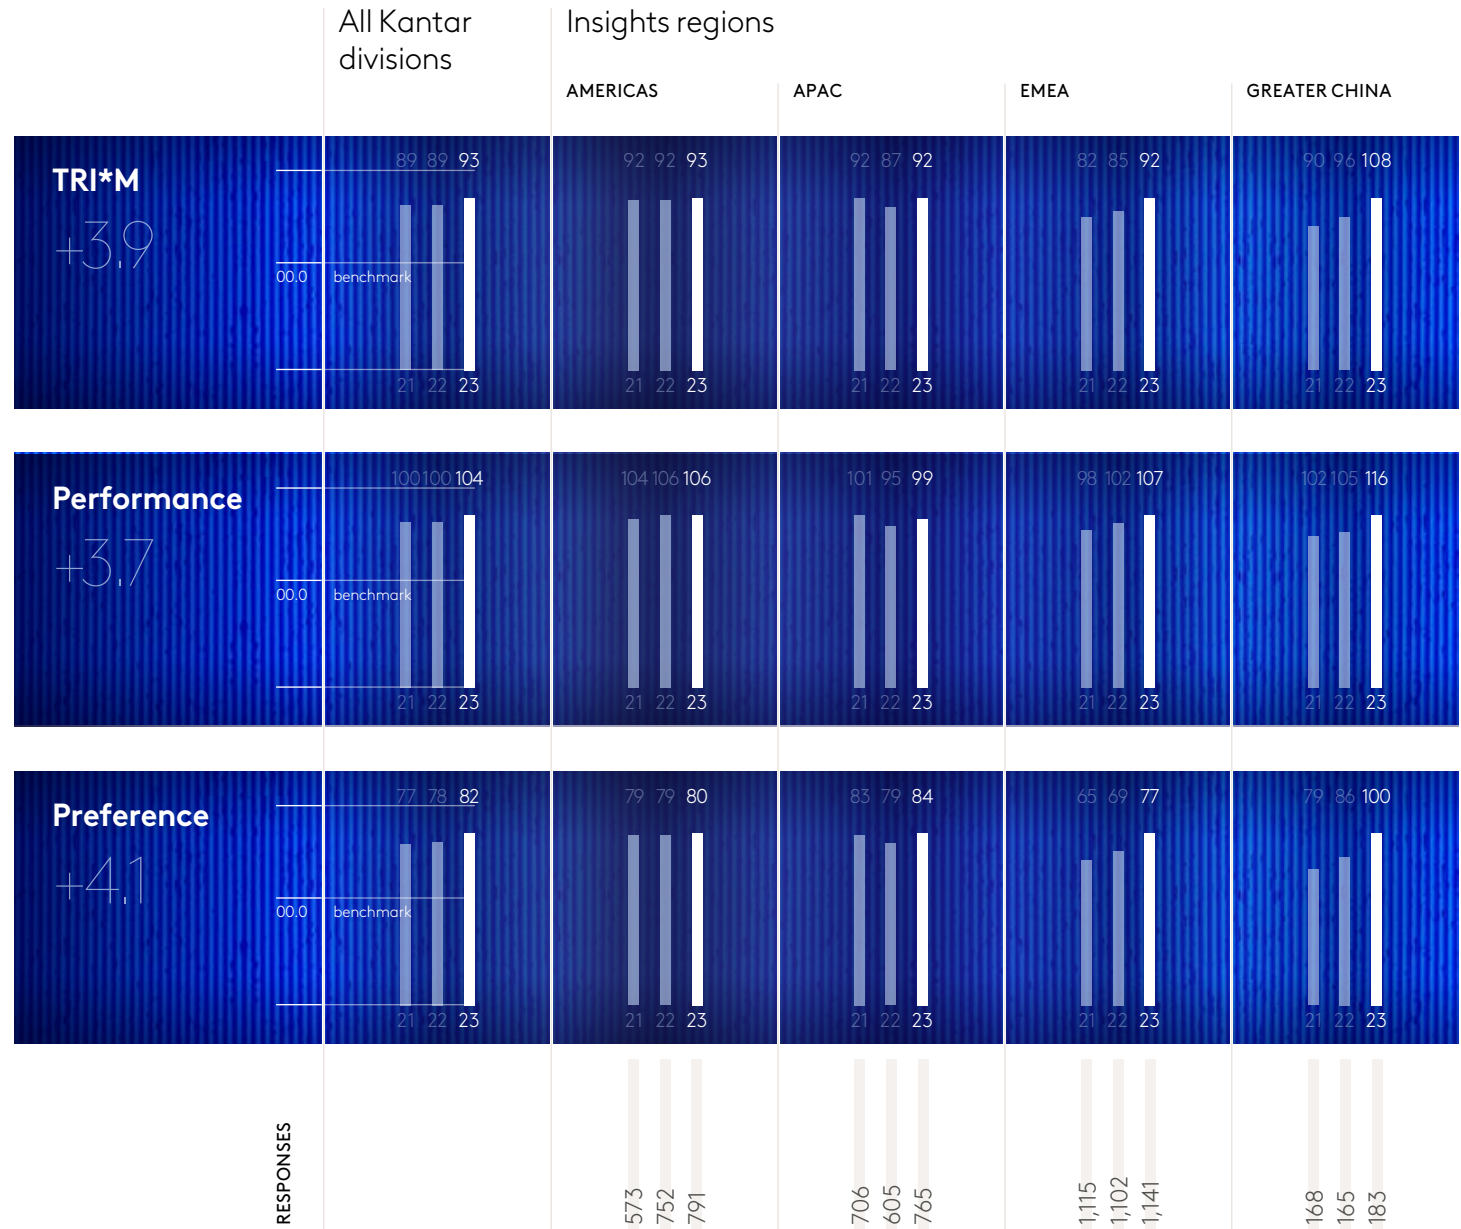 All Kantar
divisions
Insights regions
AMERICAS
APAC
EMEA
GREATER CHINA
TRI*M
+3.9
00.0 benchmark
89 89 93
21 22 23
92 92 93
21 22 23
92 87 92
21 22 23
82 85 92
21 22 23
90 96 108
21 22 23
Performance
+3.7
00.0 benchmark
100 100 104
21 22 23
104 106 106
21 22 23
101 95 99
21 22 23
98 102 107
21 22 23
102 105 116
21 22 23
Preference
+4.1
00.0 benchmark
77 78 82
21 22 23
79 79 80
21 22 23
83 79 84
21 22 23
65 69 77
21 22 23
79 86 100
21 22 23
RESPONSES
573
752
791
706
605
765
1,115
1,102
1,141
168
165
183